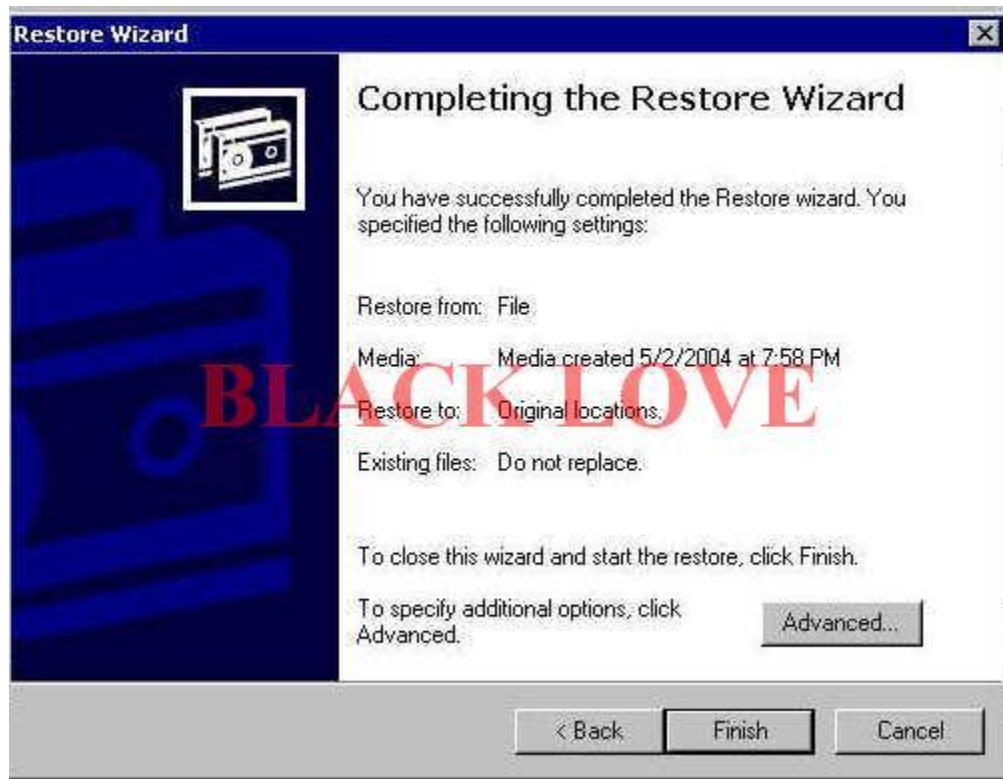 Restore Wizard
Completing the Restore Wizard
You have successfully completed the Restore wizard. You
specified the following settings:
Restore from: File
Media: Media created 5/2/2004 at 7:58 PM
BLACK LOVE
Restore to: Original locations.
Existing files: Do not replace.
To close this wizard and start the restore, click Finish.
To specify additional options, click
Advanced.
Advanced...
< Back Finish Cancel